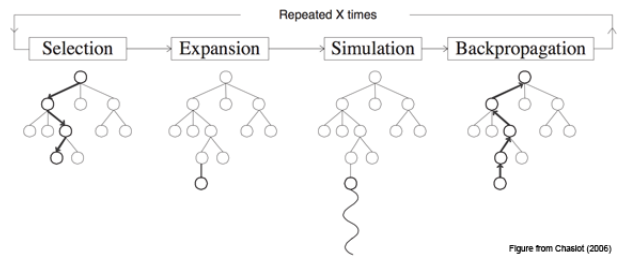 Repeated X times
Selection
Expansion
Simulation
Backpropagation
Figure from Chaslot (2006)